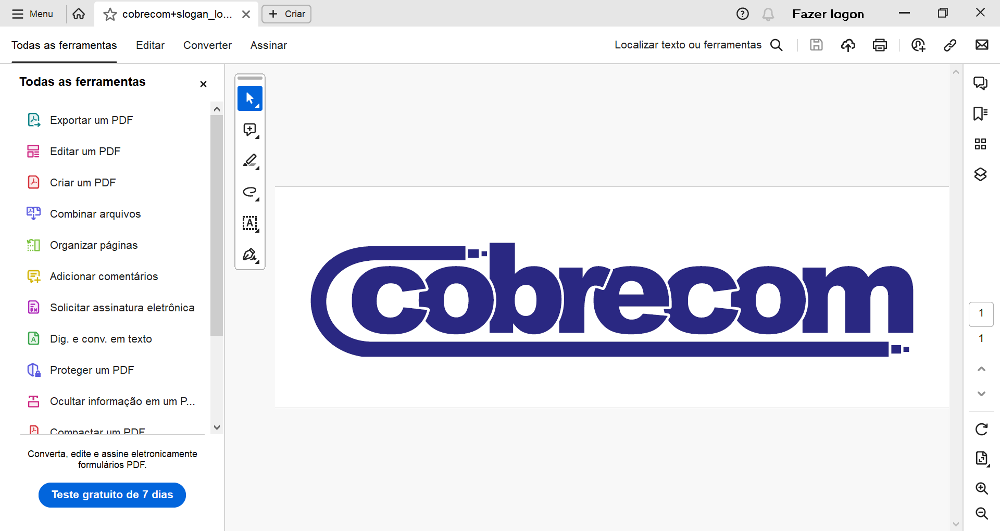 Menu
cobrecom+slogan_lo...
Criar
Fazer logon
Todas as ferramentas
Editar
Converter
Assinar
Localizar texto ou ferramentas
Todas as ferramentas
Exportar um PDF
Editar um PDF
Criar um PDF
Combinar arquivos
Organizar páginas
Adicionar comentários
Solicitar assinatura eletrônica
Dig. e conv. em texto
Proteger um PDF
Ocultar informação em um P...
Compactar um PDF
Converta, edite e assine eletronicamente
formulários PDF.
Teste gratuito de 7 dias
cobrecom
1
1